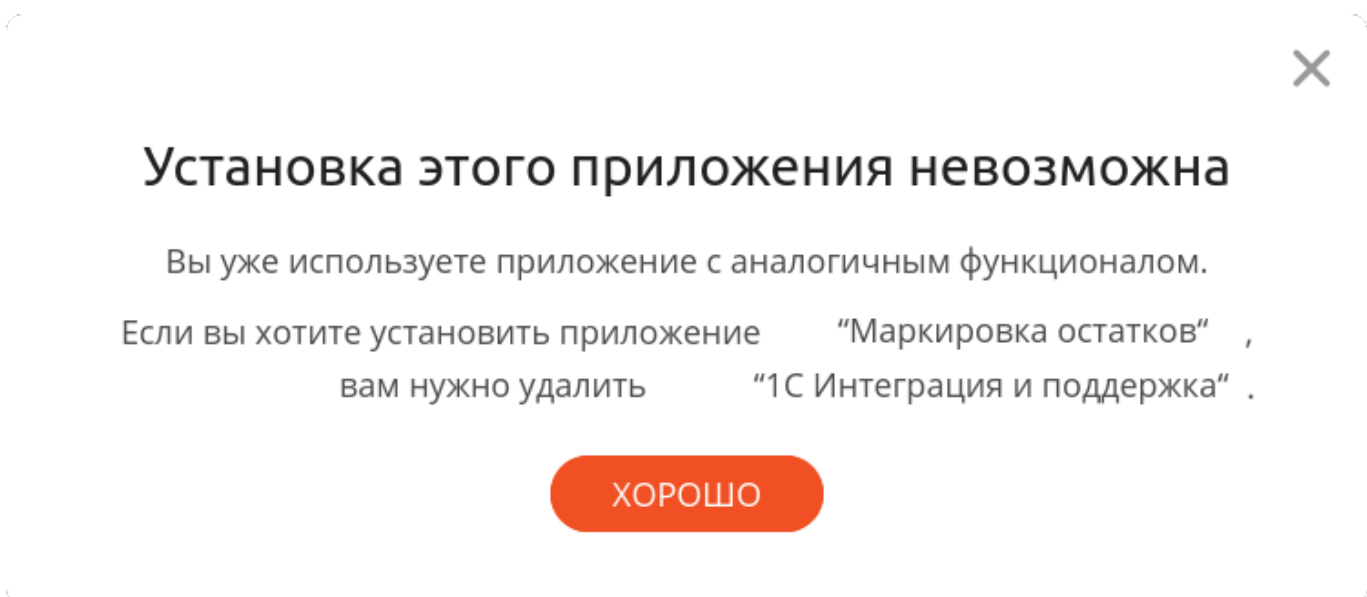 Установка этого приложения невозможна
Вы уже используете приложение с аналогичным функционалом.
Если вы хотите установить приложение “Маркировка остатков“ ,
вам нужно удалить “1С Интеграция и поддержка“ .
ХОРОШО